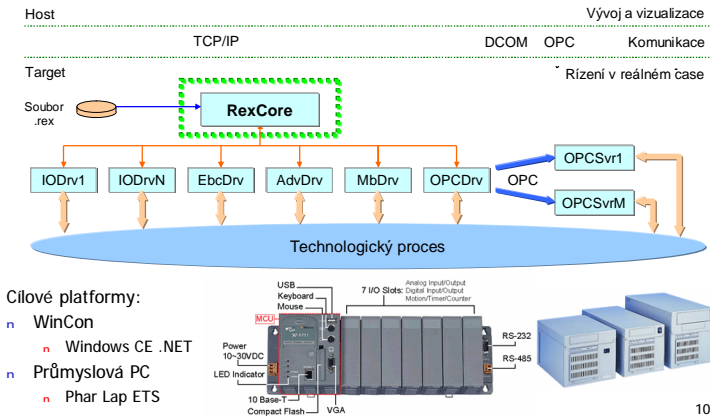 Host Vývoj a vizualizace
TCP/IP DCOM OPC Komunikace
Target Řízení v reálném čase
Soubor
.rex
RexCore
IODrv1 IODrvN EbcDrv AdvDrv MbDrv OPCDrv
OPC
OPCSvr1
OPCSvrM
Technologický proces
Cílové platformy:
n WinCon
n Windows CE .NET
n Průmyslová PC
n Phar Lap ETS
USB
Keyboard
Mouse
MCU
Power
10~30VDC
LED Indicator
10 Base-T
Compact Flash
VGA
7 I/O Slots:
Analog Input/Output
Digital Input/Output
Motion/Timer/Counter
RS-232
RS-485
10